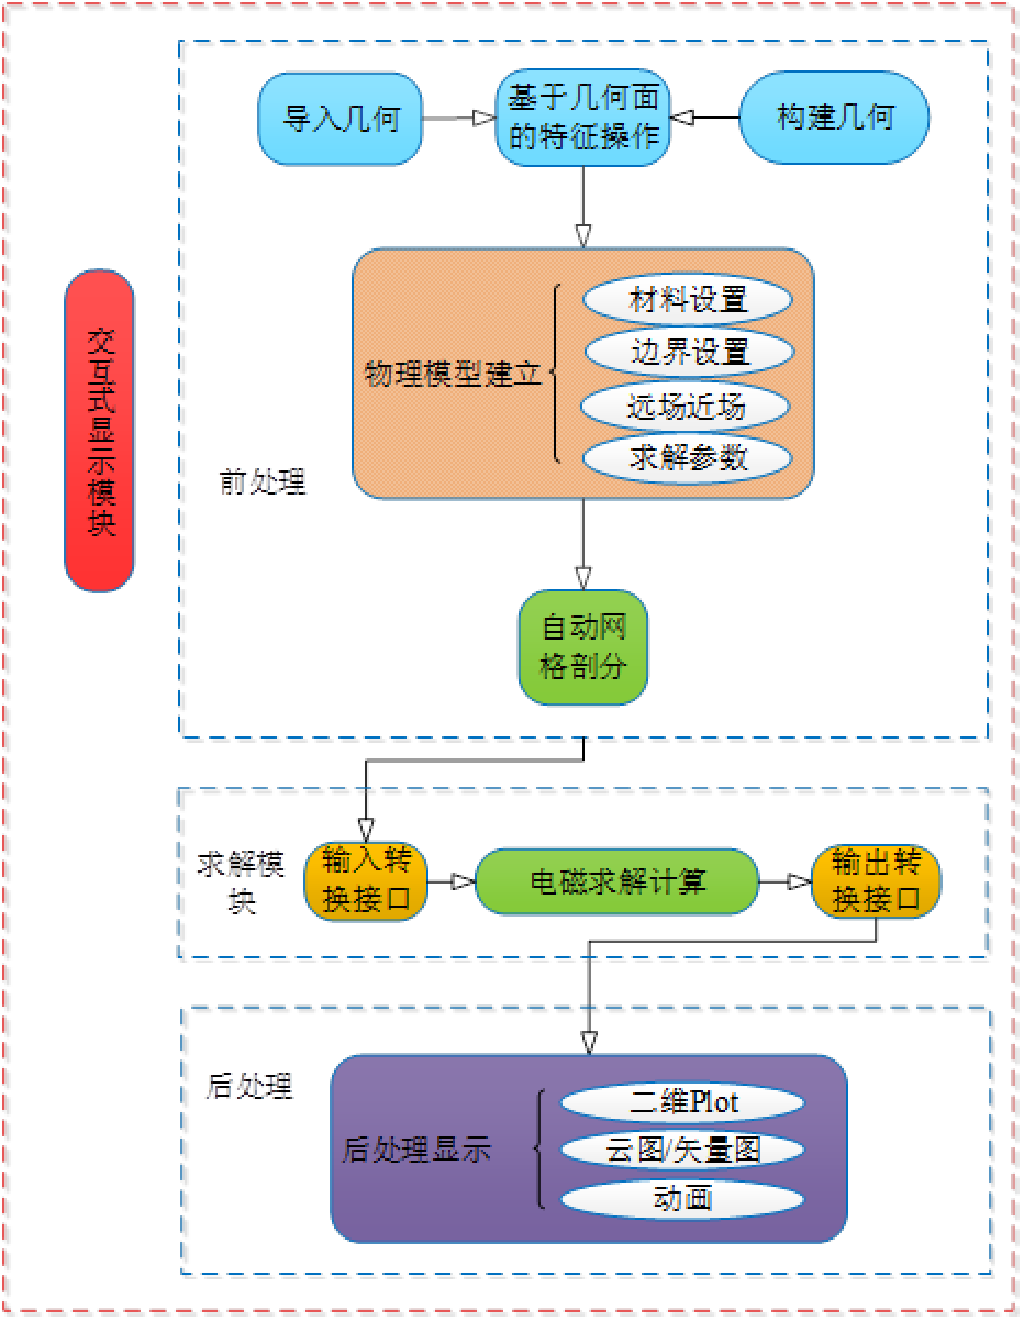 导入几何
基于几何面
的特征操作
构建几何
交互式显示模块
物理模型建立
材料设置
边界设置
远场近场
求解参数
前处理
自动网
格剖分
求解模
块
输入转
换接口
电磁求解计算
输出转
换接口
后处理
后处理显示
二维Plot
云图/矢量图
动画